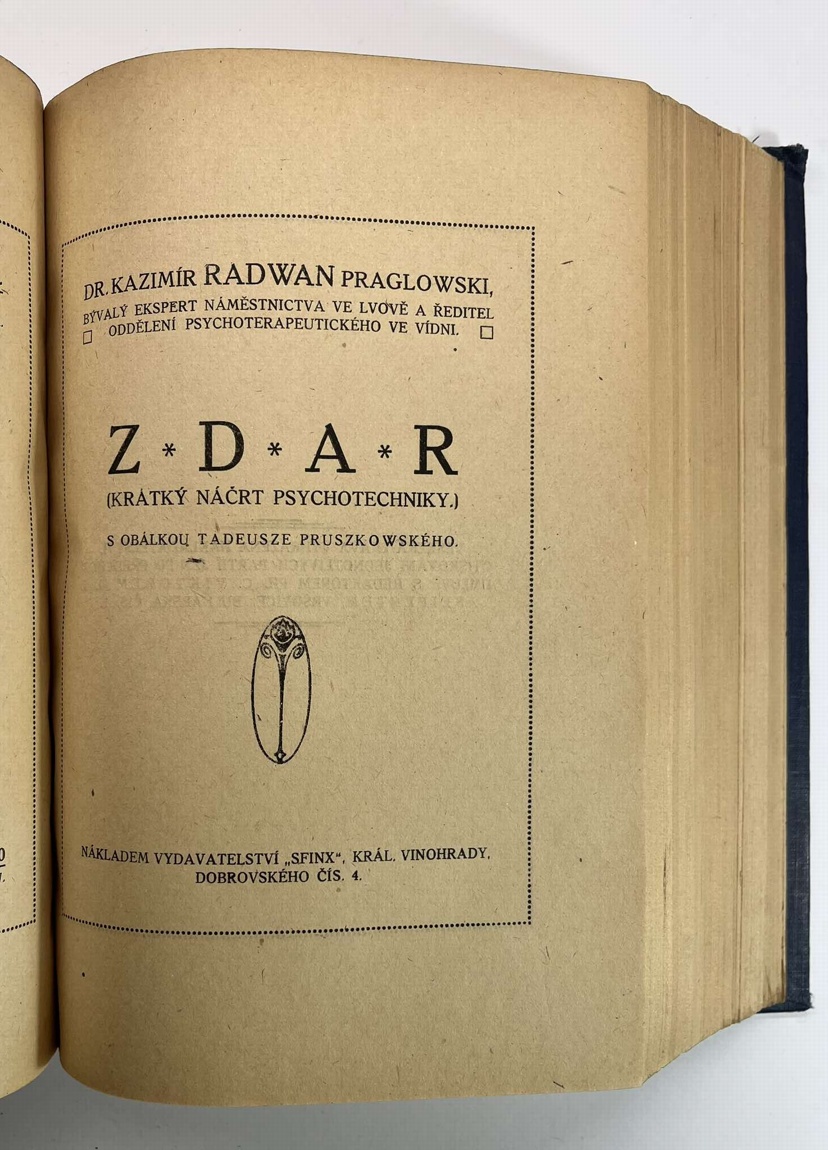 DR. KAZIMÍR RADWAN PRAGLOWSKI,
BÝVALÝ EKSPERT NÁMĚSTNICTVA VE LVOVĚ A ŘEDITEL
ODDĚLENÍ PSYCHOTERAPEUTICKÉHO VE VÍDNI.
Z * D * A * R
(KRÁTKÝ NÁČRT PSYCHOTECHNIKY.)
S OBÁLKOU TADEUSZE PRUSZKOWSKÉHO.
NÁKLADEM VYDAVATELSTVÍ „SFINX“, KRÁL. VINOHRADY,
DOBROVSKÉHO ČÍS. 4.